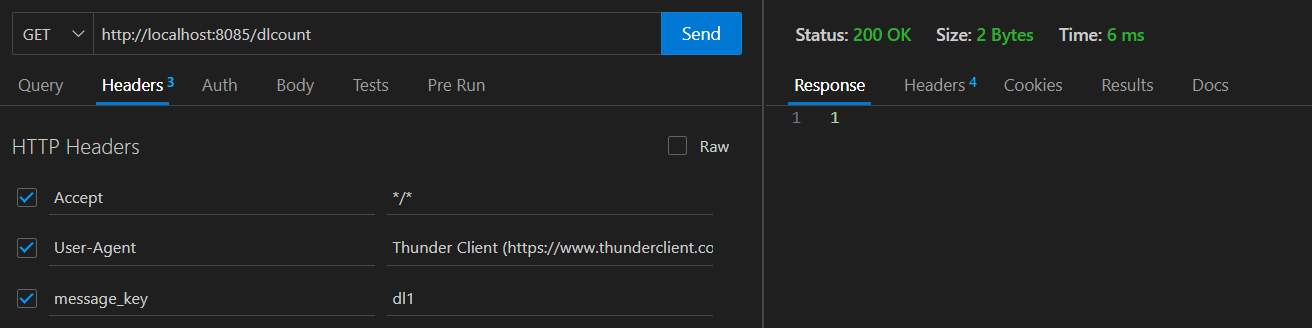 GET http://localhost:8085/dlcount Send
Query Headers 3 Auth Body Tests Pre Run
HTTP Headers Raw
Accept */*
User-Agent Thunder Client (https://www.thunderclient.co
message_key dl1
Status: 200 OK Size: 2 Bytes Time: 6 ms
Response Headers 4 Cookies Results Docs
1 1